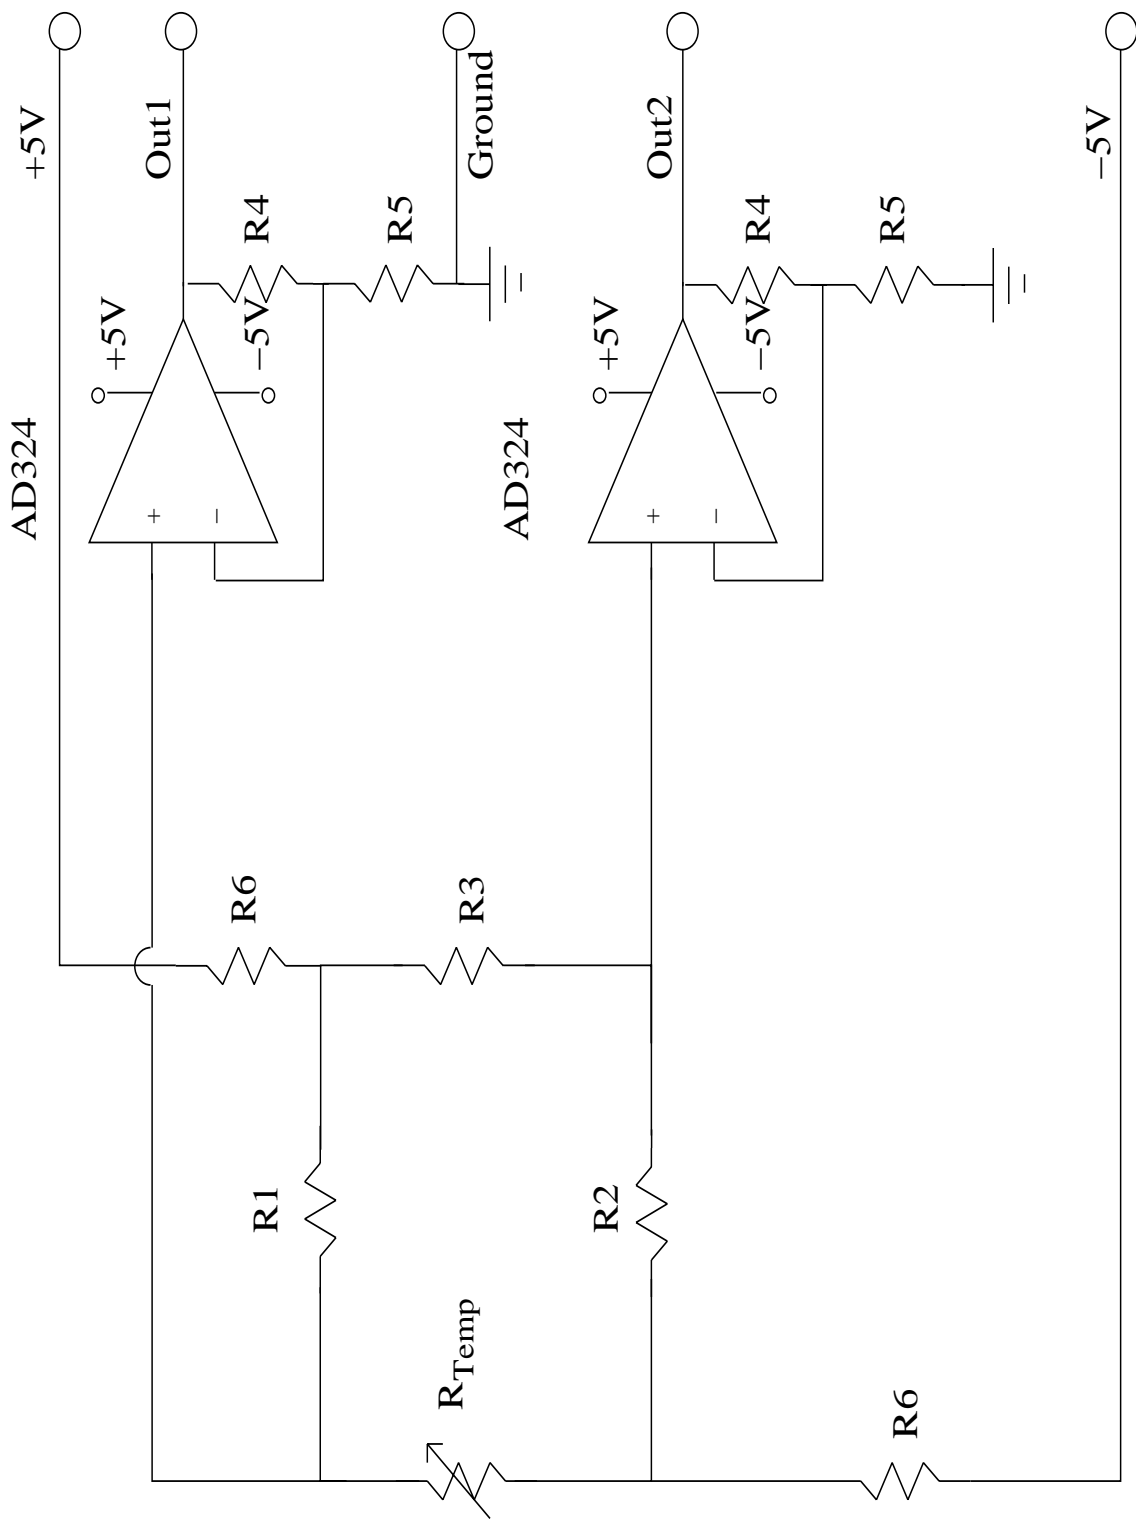 +5V
Out1
Ground
Out2
−5V
R4
R5
R4
R5
+5V
−5V
+5V
−5V
AD324
AD324
+
−
+
−
R6
R3
R1
R2
RTemp
R6